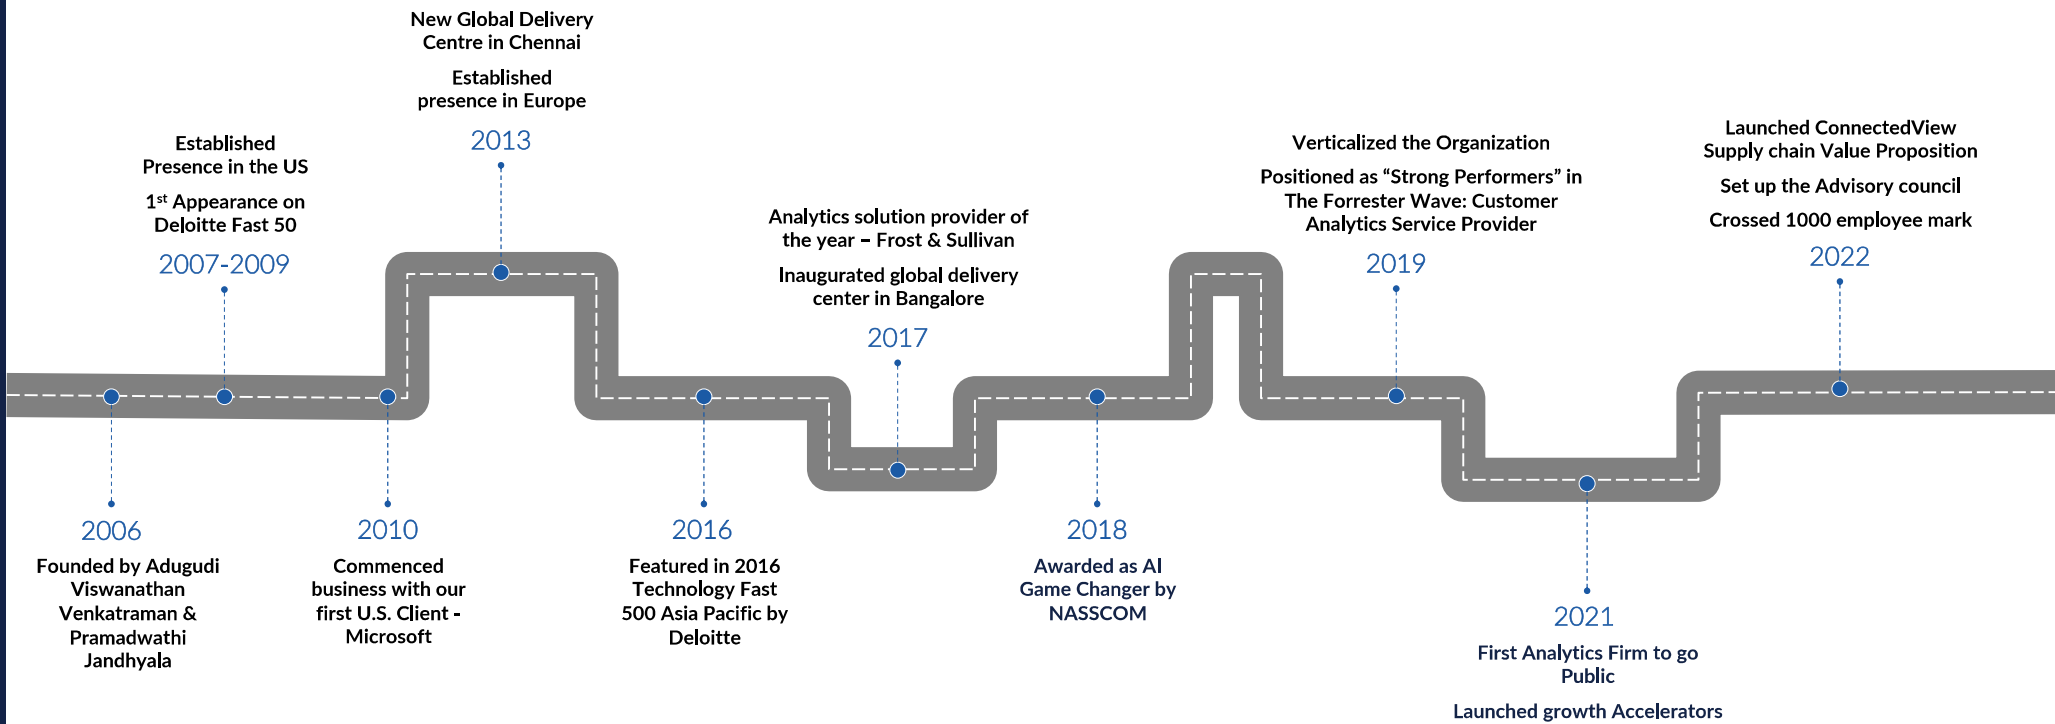 New Global Delivery
Centre in Chennai
Established
presence in Europe
2013
Established
Presence in the US
1st Appearance on
Deloitte Fast 50
2007-2009
Analytics solution provider of
the year – Frost & Sullivan
Inaugurated global delivery
center in Bangalore
2017
Verticalized the Organization
Positioned as “Strong Performers” in
The Forrester Wave: Customer
Analytics Service Provider
2019
Launched ConnectedView
Supply chain Value Proposition
Set up the Advisory council
Crossed 1000 employee mark
2022
2006
Founded by Adugudi
Viswanathan
Venkatraman &
Pramadwathi
Jandhyala
2010
Commenced
business with our
first U.S. Client -
Microsoft
2016
Featured in 2016
Technology Fast
500 Asia Pacific by
Deloitte
2018
Awarded as AI
Game Changer by
NASSCOM
2021
First Analytics Firm to go
Public
Launched growth Accelerators